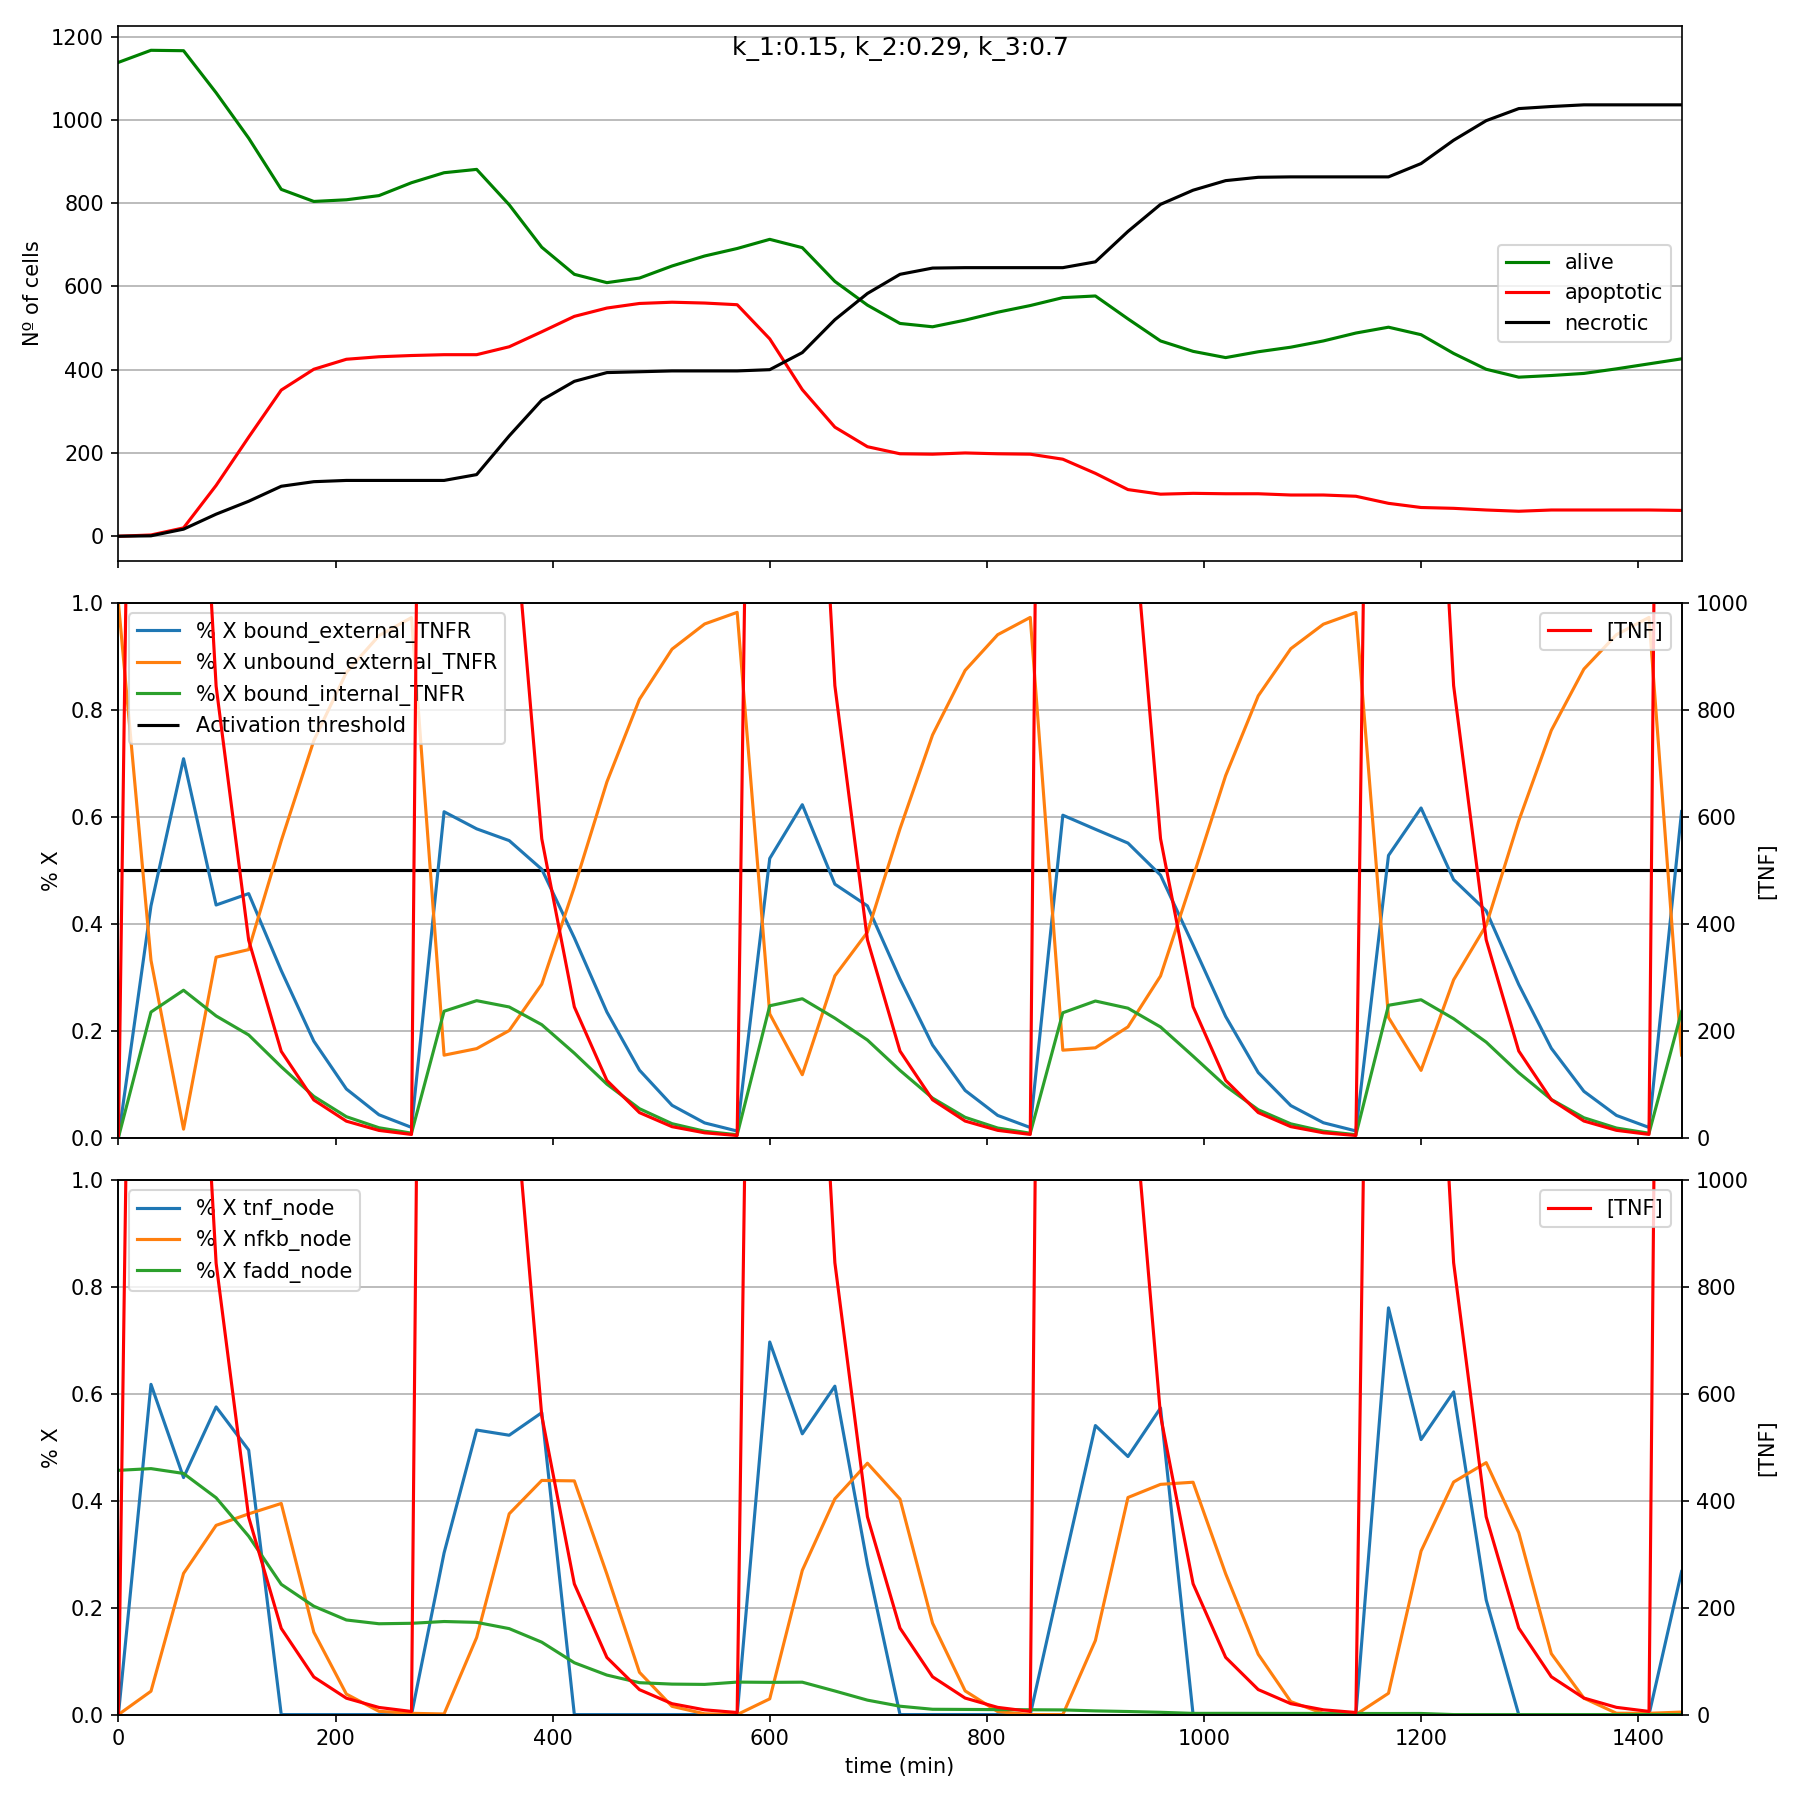 k_1:0.15, k_2:0.29, k_3:0.7
Nº of cells
1200
1000
800
600
400
200
0
alive
apoptotic
necrotic
% X
1.0
0.8
0.6
0.4
0.2
0.0
% X bound_external_TNFR
% X unbound_external_TNFR
% X bound_internal_TNFR
Activation threshold
[TNF]
1000
800
600
400
200
0
[TNF]
% X
1.0
0.8
0.6
0.4
0.2
0.0
% X tnf_node
% X nfkb_node
% X fadd_node
[TNF]
1000
800
600
400
200
0
[TNF]
0 200 400 600 800 1000 1200 1400
time (min)